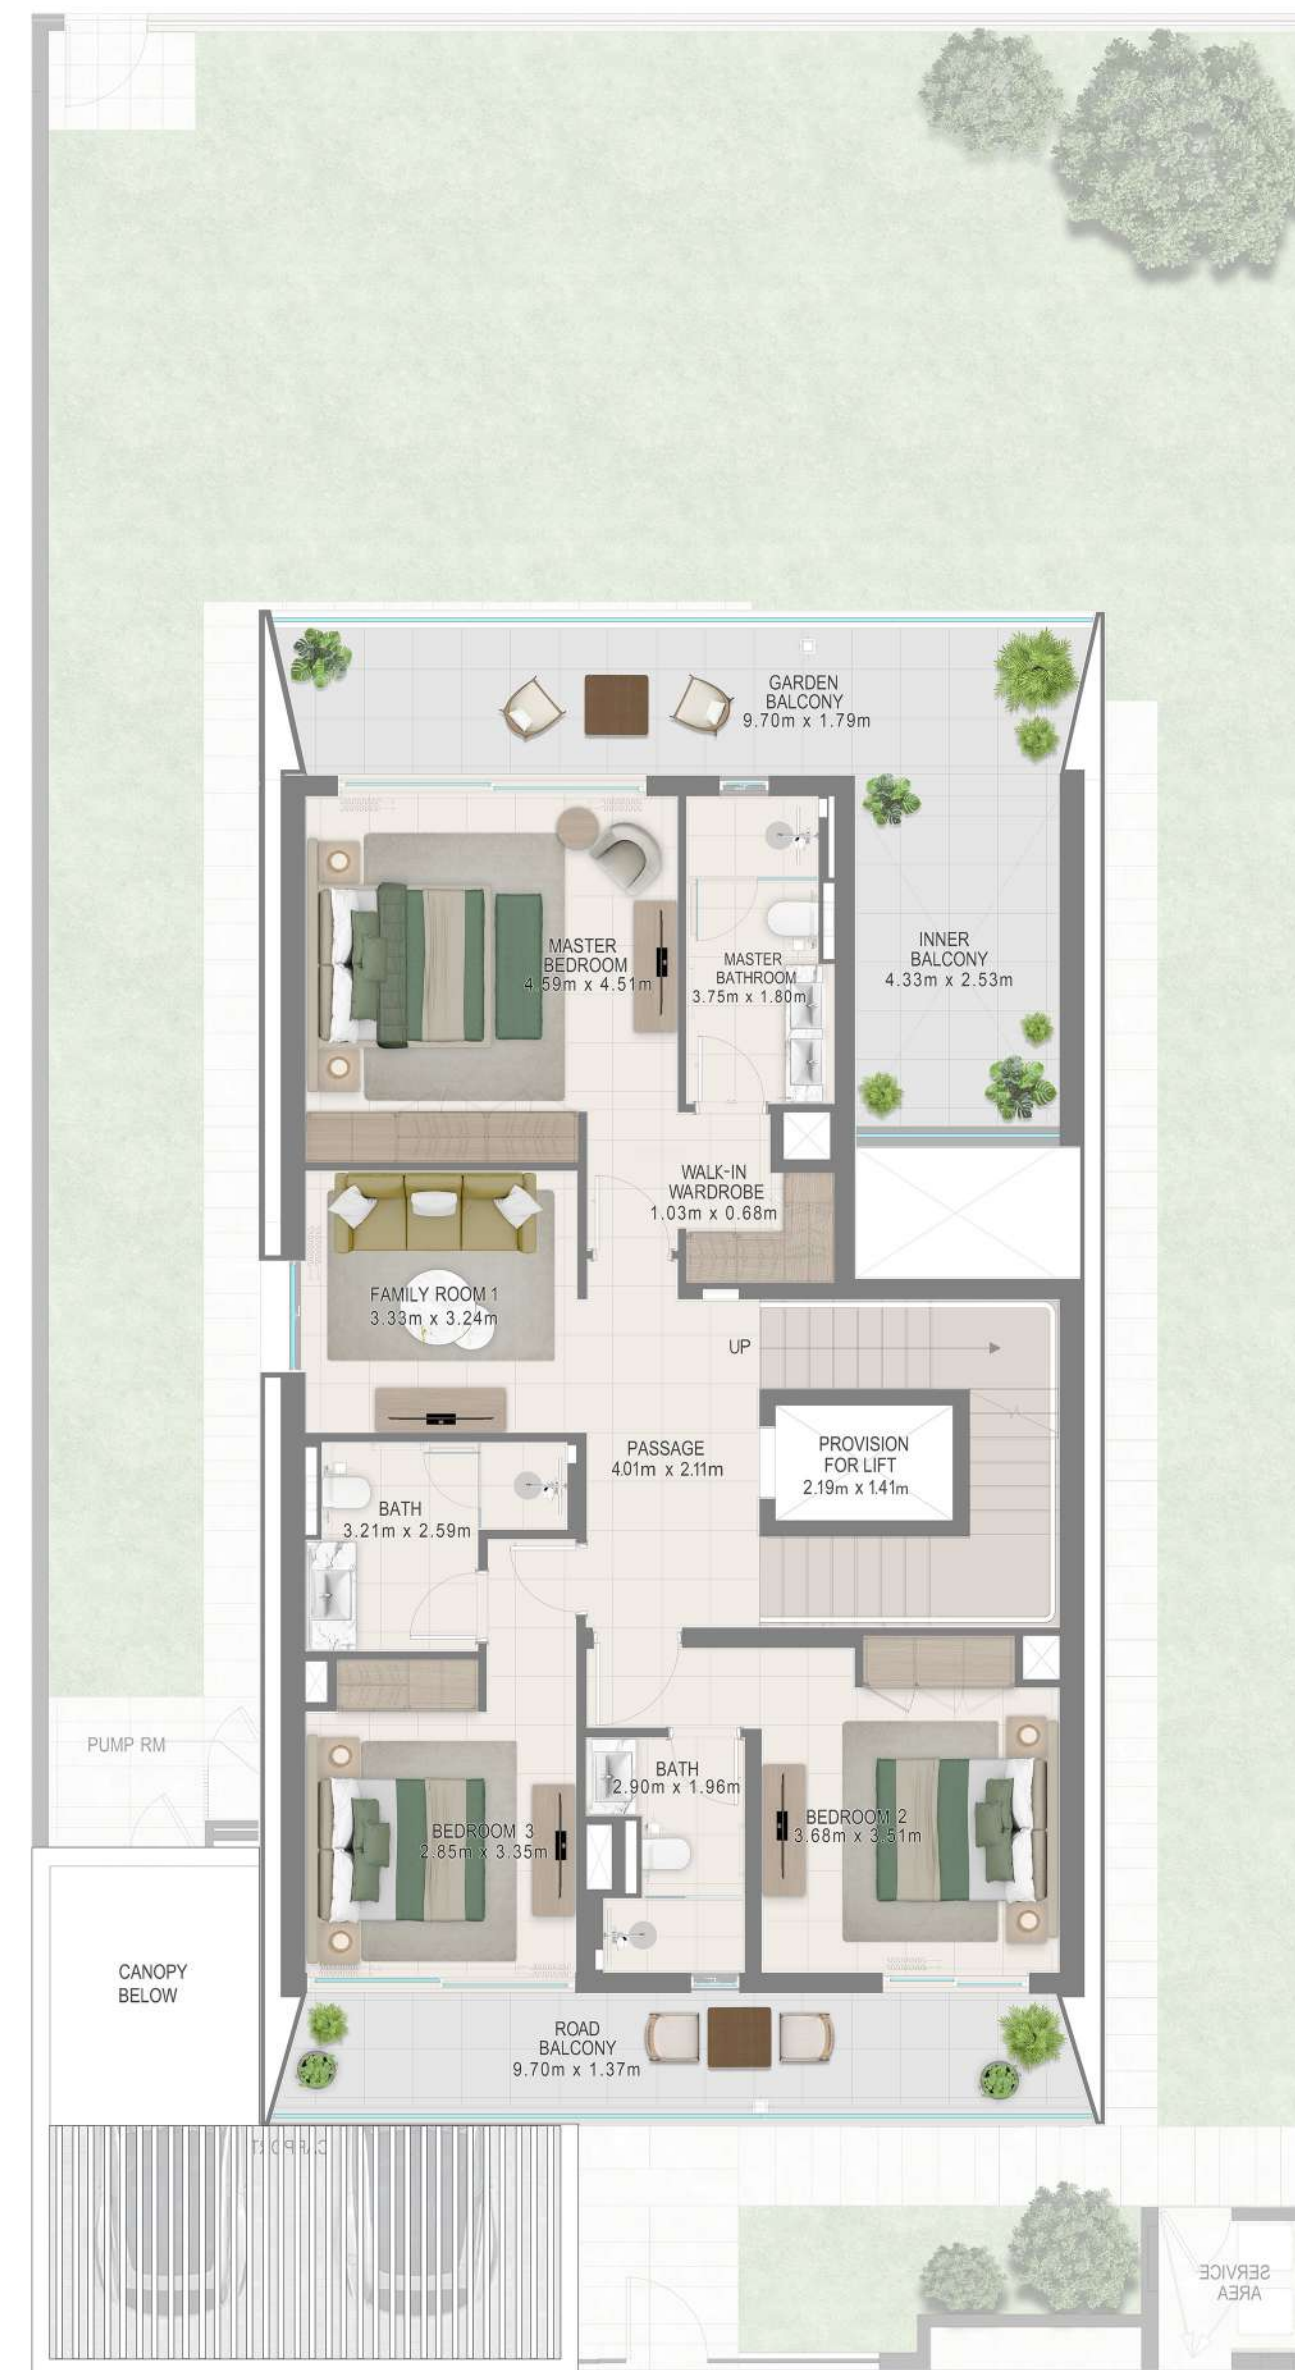 GARDEN
BALCONY
9.70m x 1.79m
MASTER
BEDROOM
4.59m x 4.51m
MASTER
BATHROOM
3.75m x 1.80m
INNER
BALCONY
4.33m x 2.53m
WALK-IN
WARDROBE
1.03m x 0.68m
FAMILY ROOM 1
3.33m x 3.24m
UP
PASSAGE
4.01m x 2.11m
PROVISION
FOR LIFT
2.19m x 1.41m
BATH
3.21m x 2.59m
PUMP RM
BATH
2.90m x 1.96m
BEDROOM 3
2.85m x 3.35m
BEDROOM 2
3.68m x 3.51m
CANOPY
BELOW
ROAD
BALCONY
9.70m x 1.37m
CARPORT
SERVICE
AREA